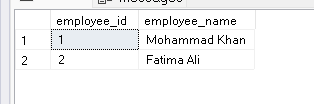 employee_id employee_name
1 1 Mohammad Khan
2 2 Fatima Ali